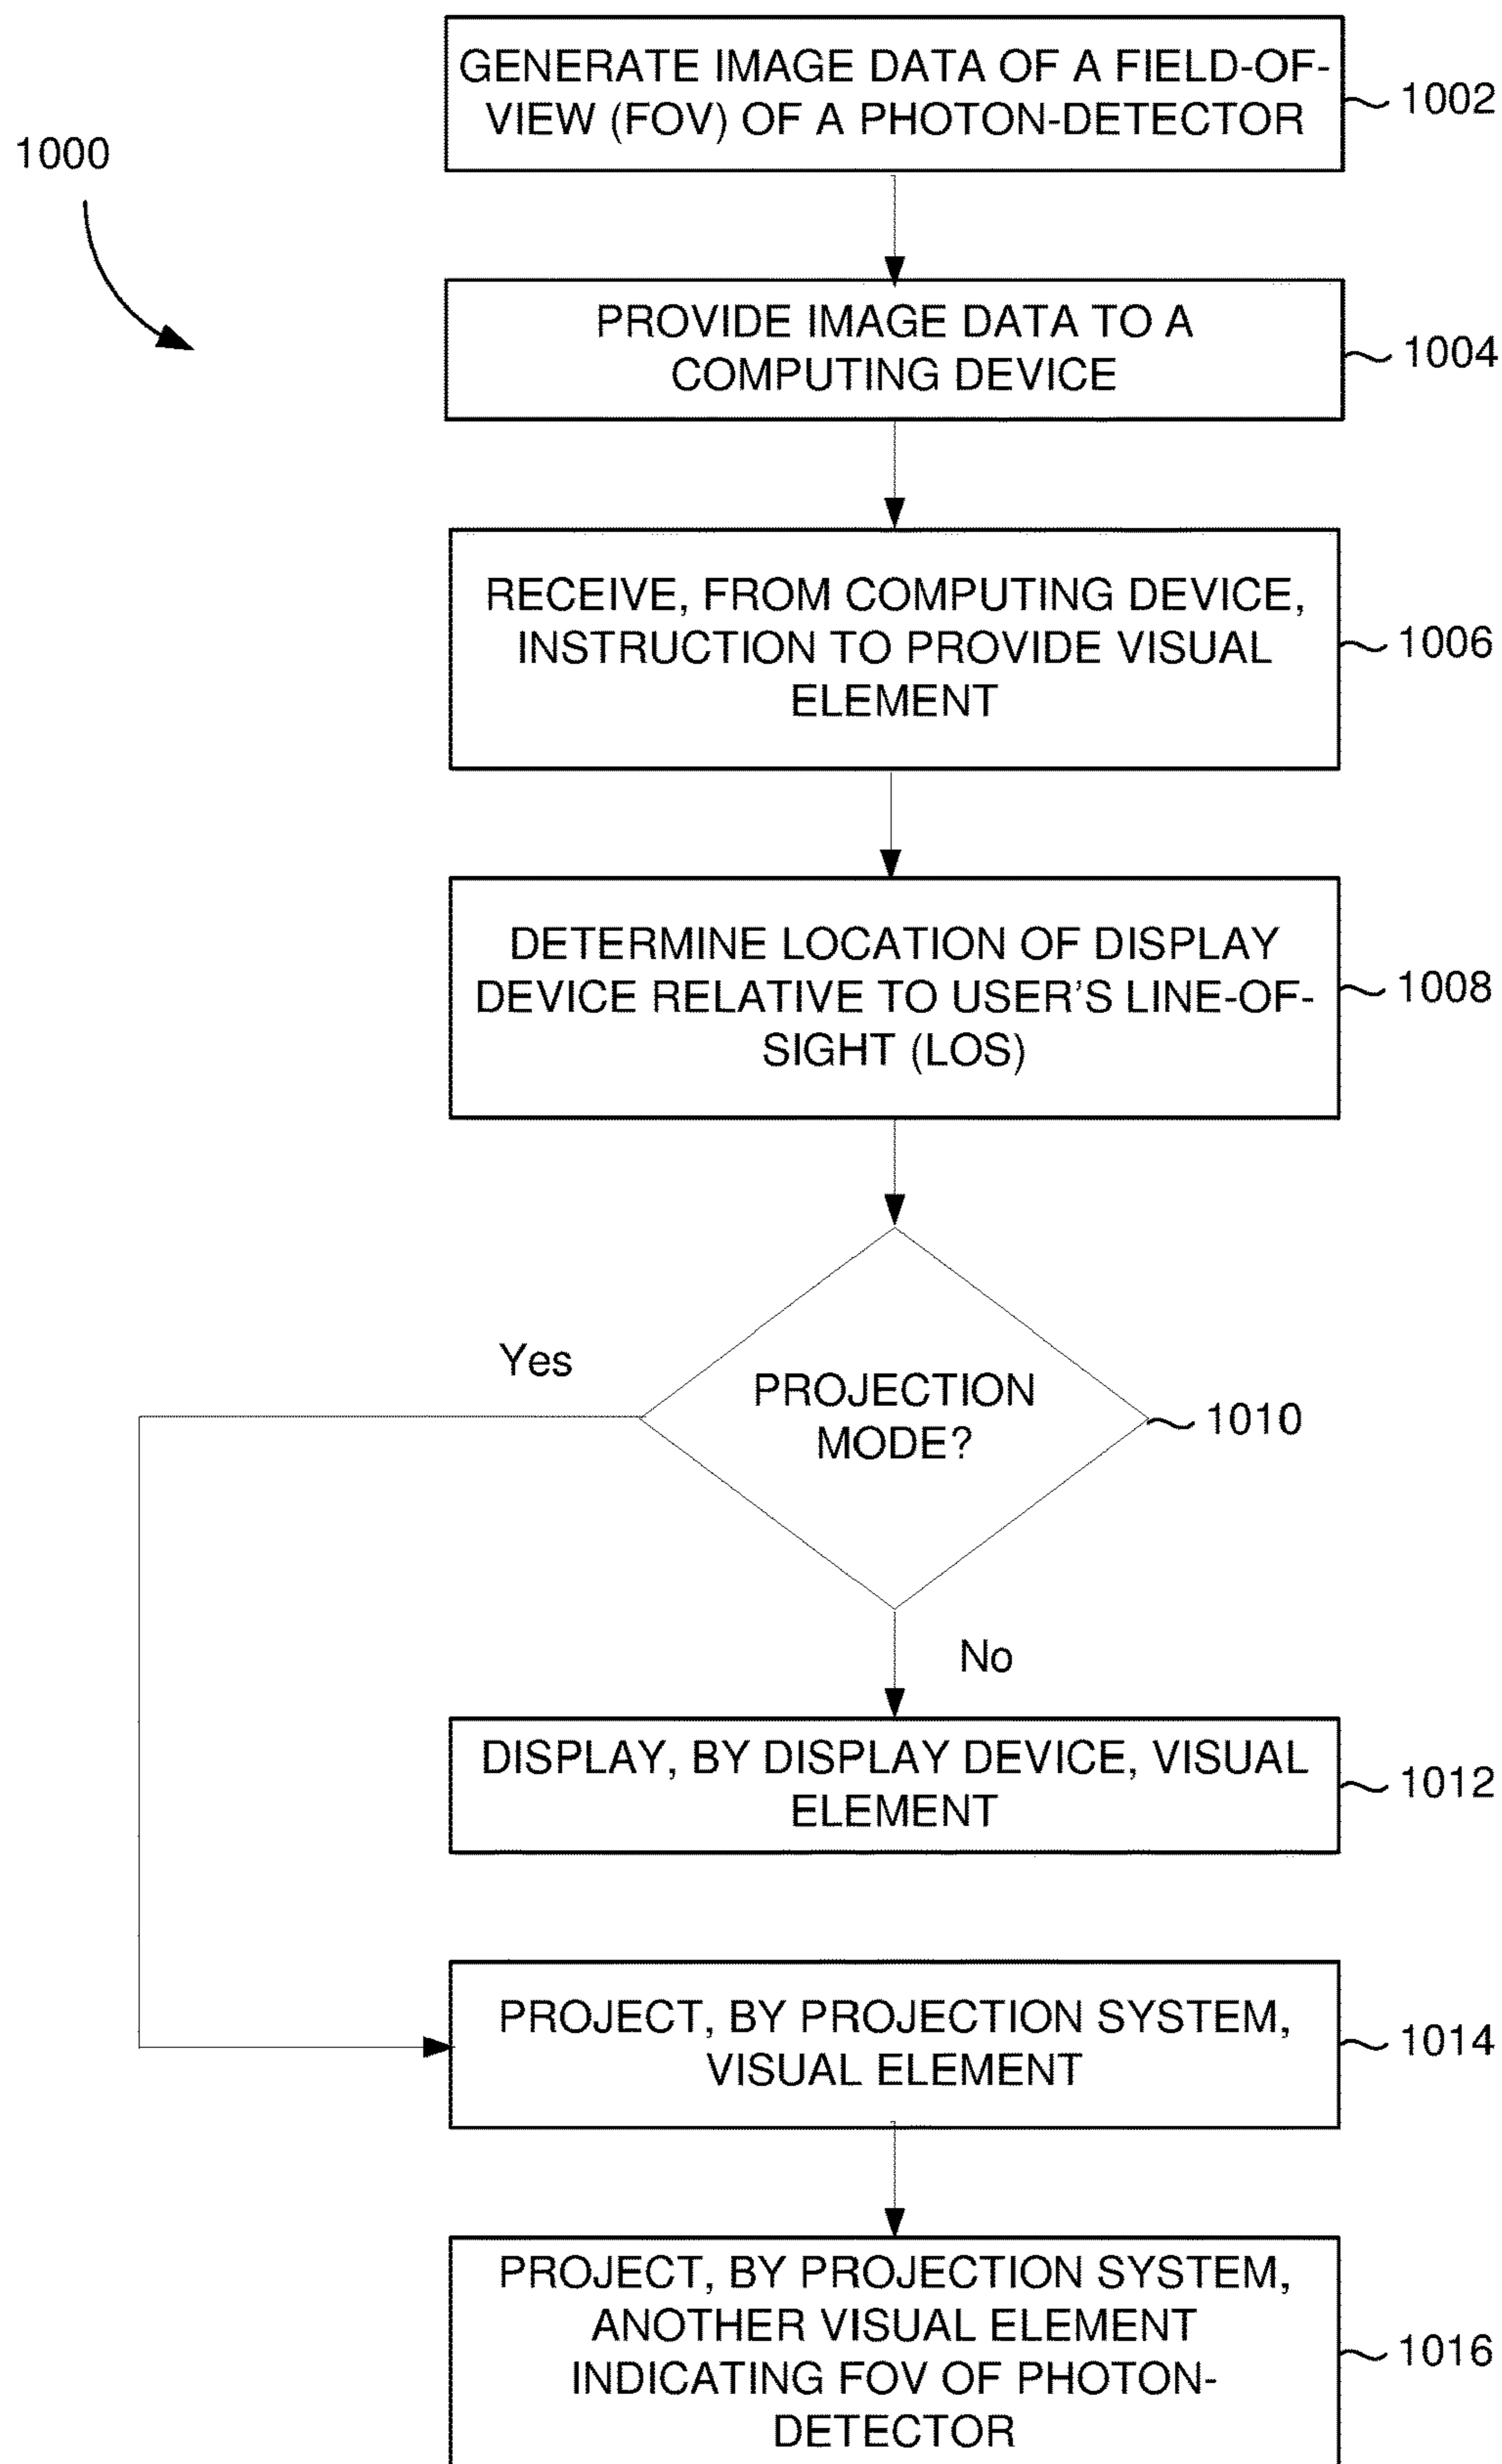 GENERATE IMAGE DATA OF A FIELD-OF-
VIEW (FOV) OF A PHOTON-DETECTOR
1002
1000
PROVIDE IMAGE DATA TO A
COMPUTING DEVICE
1004
RECEIVE, FROM COMPUTING DEVICE,
INSTRUCTION TO PROVIDE VISUAL
ELEMENT
1006
DETERMINE LOCATION OF DISPLAY
DEVICE RELATIVE TO USER'S LINE-OF-
SIGHT (LOS)
1008
Yes
PROJECTION
MODE?
1010
No
DISPLAY, BY DISPLAY DEVICE, VISUAL
ELEMENT
1012
PROJECT, BY PROJECTION SYSTEM,
VISUAL ELEMENT
1014
PROJECT, BY PROJECTION SYSTEM,
ANOTHER VISUAL ELEMENT
INDICATING FOV OF PHOTON-
DETECTOR
1016